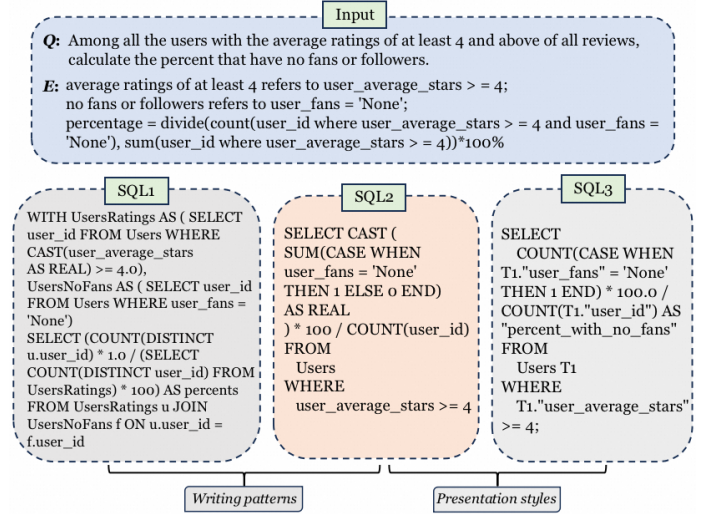 Input
Q: Among all the users with the average ratings of at least 4 and above of all reviews,
calculate the percent that have no fans or followers.
E: average ratings of at least 4 refers to user_average_stars > = 4;
no fans or followers refers to user_fans = 'None';
percentage = divide(count(user_id where user_average_stars > = 4 and user_fans =
'None'), sum(user_id where user_average_stars > = 4))*100%
SQL1
WITH UsersRatings AS ( SELECT
user_id FROM Users WHERE
CAST(user_average_stars
AS REAL) >= 4.0),
UsersNoFans AS ( SELECT user_id
FROM Users WHERE user_fans =
'None')
SELECT (COUNT(DISTINCT
u.user_id) * 1.0 / (SELECT
COUNT(DISTINCT user_id) FROM
UsersRatings) * 100) AS percents
FROM UsersRatings u JOIN
UsersNoFans f ON u.user_id =
f.user_id
SQL2
SELECT CAST (
SUM(CASE WHEN
user_fans = 'None'
THEN 1 ELSE 0 END)
AS REAL
) * 100 / COUNT(user_id)
FROM
Users
WHERE
user_average_stars >= 4
SQL3
SELECT
COUNT(CASE WHEN
T1."user_fans" = 'None'
THEN 1 END) * 100.0 /
COUNT(T1."user_id") AS
"percent_with_no_fans"
FROM
Users T1
WHERE
T1."user_average_stars"
>= 4;
Writing patterns
Presentation styles